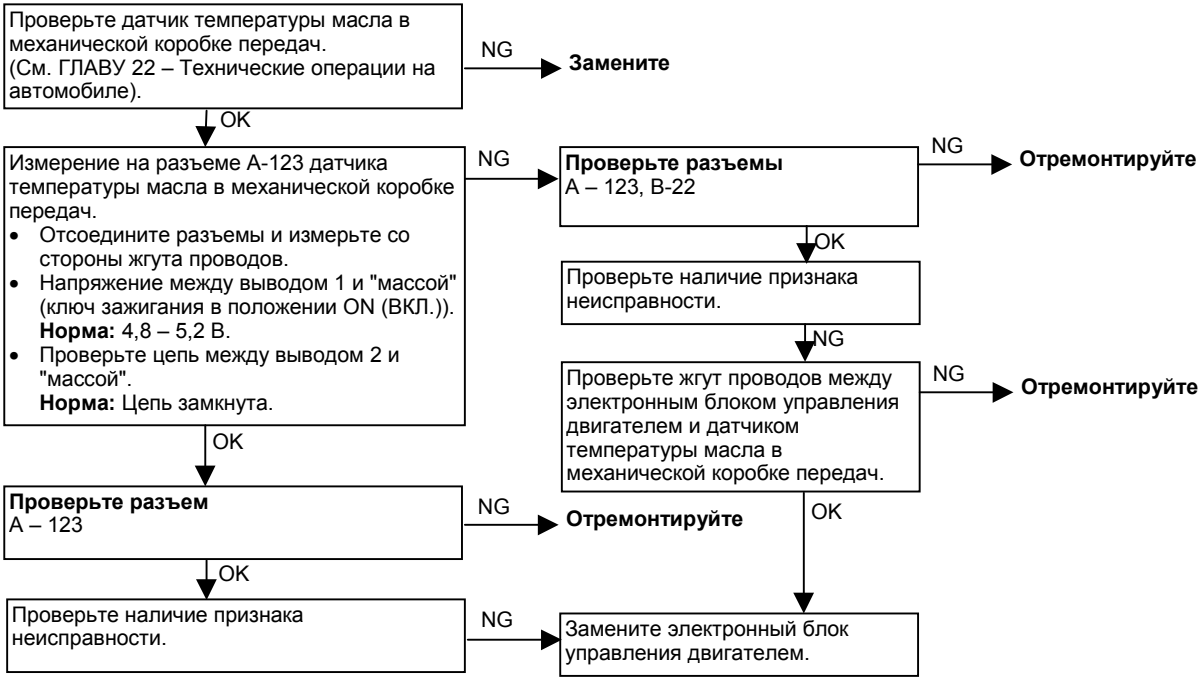 Проверьте датчик температуры масла в
механической коробке передач.
(См. ГЛАВУ 22 – Технические операции на
автомобиле).
NG
Замените
OK
Измерение на разъеме А-123 датчика
температуры масла в механической коробке
передач.
• Отсоедините разъемы и измерьте со
стороны жгута проводов.
• Напряжение между выводом 1 и "массой"
(ключ зажигания в положении ON (ВКЛ.)).
Норма: 4,8 – 5,2 В.
• Проверьте цепь между выводом 2 и
"массой".
Норма: Цепь замкнута.
NG
Проверьте разъемы
А – 123, В-22
NG
Отремонтируйте
OK
Проверьте наличие признака
неисправности.
NG
Проверьте жгут проводов между
электронным блоком управления
двигателем и датчиком
температуры масла в
механической коробке передач.
NG
Отремонтируйте
OK
OK
Проверьте разъем
А – 123
NG
Отремонтируйте
OK
Проверьте наличие признака
неисправности.
NG
Замените электронный блок
управления двигателем.